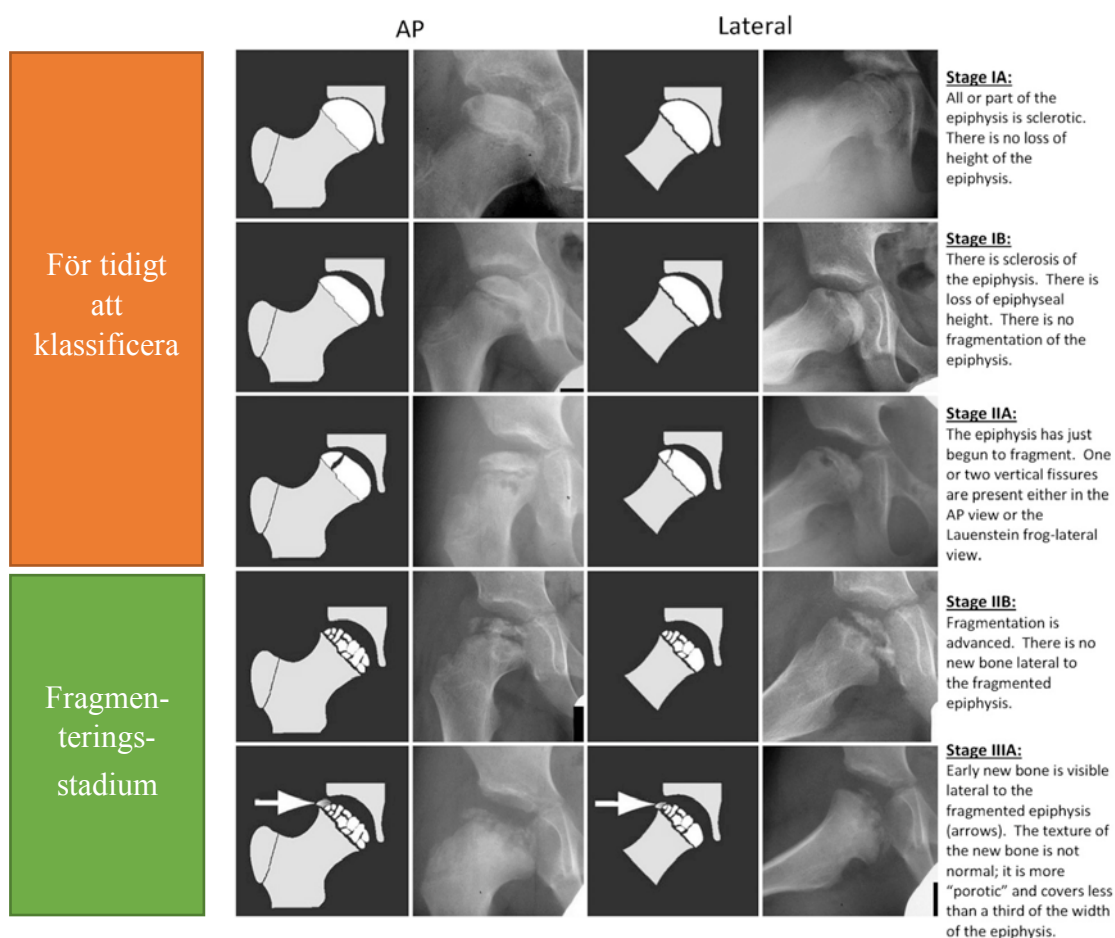 AP
Lateral
För tidigt
att
klassificera
Fragmen-
terings-
stadium
Stage IA:
All or part of the
epiphysis is sclerotic.
There is no loss of
height of the
epiphysis.
Stage IB:
There is sclerosis of
the epiphysis. There is
loss of epiphyseal
height. There is no
fragmentation of the
epiphysis.
Stage IIA:
The epiphysis has just
begun to fragment. One
or two vertical fissures
are present either in the
AP view or the
Lauenstein frog-lateral
view.
Stage IIB:
Fragmentation is
advanced. There is no
new bone lateral to
the fragmented
epiphysis.
Stage IIIA:
Early new bone is visible
lateral to the
fragmented epiphysis
(arrows). The texture of
the new bone is not
normal; it is more
“porotic” and covers less
than a third of the width
of the epiphysis.